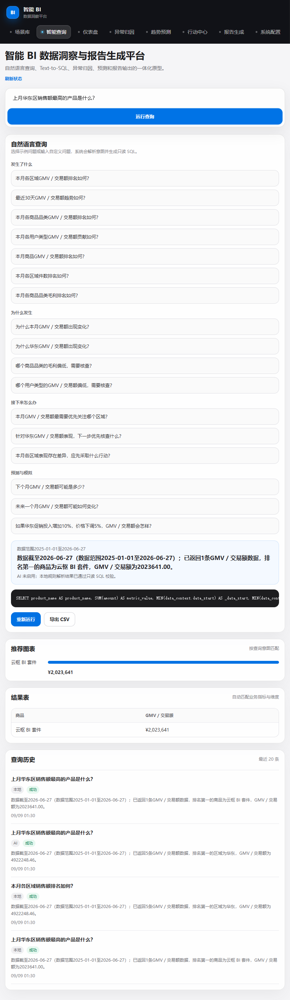 BI
智能 BI
数据洞察平台
场景库
智能查询
仪表盘
异常归因
趋势预测
行动中心
报告生成
系统配置
智能 BI 数据洞察与报告生成平台
自然语言查询、Text-to-SQL、异常归因、预测和报告输出的一体化原型。
刷新状态
上月华东区销售额最高的产品是什么?
运行查询
自然语言查询
选择示例问题或输入自定义问题，系统会解析意图并生成只读 SQL。
发生了什么
本月各区域GMV / 交易额排名如何?
最近30天GMV / 交易额趋势如何?
本月各商品品类GMV / 交易额排名如何?
本月各用户类型GMV / 交易额贡献如何?
本月商品GMV / 交易额排名如何?
本月各区域件数排名如何?
本月各商品品类毛利排名如何?
为什么发生
为什么本月GMV / 交易额出现变化?
为什么华东GMV / 交易额出现变化?
哪个商品品类的毛利偏低，需要核查?
哪个用户类型的GMV / 交易额偏低，需要核查?
接下来怎么办
本月GMV / 交易额最需要优先关注哪个区域?
针对华东GMV / 交易额表现，下一步优先核查什么?
本月各区域表现存在差异，应先采取什么行动?
预测与模拟
下个月GMV / 交易额可能是多少?
未来一个月GMV / 交易额可能如何变化?
如果华东促销投入增加10%，价格下调5%，GMV / 交易额会怎样?
数据范围2025-01-01至2026-06-27
数据截至2026-06-27（数据范围2025-01-01至2026-06-27）；已返回1条GMV / 交易额数据，排
名第一的商品为云枢 BI 套件，GMV / 交易额为2023641.00。
AI 未启用；本地规则解析结果已通过只读 SQL 校验。
SELECT product_name AS product_name, SUM(amount) AS metric_value, MIN(data_context.data_start) AS _data_start, MIN(data_cont
重新运行
导出 CSV
推荐图表
按查询意图匹配
云枢 BI 套件
¥2,023,641
结果表
自动匹配业务指标与维度
商品
GMV / 交易额
云枢 BI 套件
¥2,023,641
查询历史
最近 20 条
上月华东区销售额最高的产品是什么?
本地
成功
数据截至2026-06-27（数据范围2025-01-01至2026-06-27）；已返回1条GMV / 交易额数据，排名第一的商品为云枢 BI 套件，GMV / 交易
额为2023641.00。
09/09 01:30
上月华东区销售额最高的产品是什么?
AI
成功
数据截至2026-06-27（数据范围2025-01-01至2026-06-27）；已返回5条GMV / 交易额数据，排名第一的区域为华东，GMV / 交易额为
4922248.46。
09/09 01:30
本月各区域销售额排名如何?
本地
成功
数据截至2026-06-27（数据范围2025-01-01至2026-06-27）；已返回5条GMV / 交易额数据，排名第一的区域为华东，GMV / 交易额为
4922248.46。
09/09 01:30
上月华东区销售额最高的产品是什么?
本地
成功
数据截至2026-06-27（数据范围2025-01-01至2026-06-27）；已返回1条GMV / 交易额数据，排名第一的商品为云枢 BI 套件，GMV / 交易
额为2023641.00。
09/09 01:30